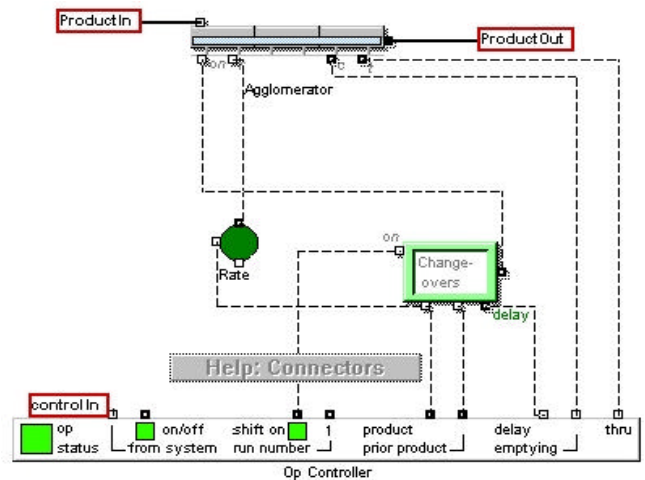 ProductIn
ProductOut
on
c
Agglomerator
on
Change-
overs
Rate
delay
Help: Connectors
controlIn
op
status
on/off
from system
shift on
run number
1
product
prior product
delay
emptying
thru
Op Controller